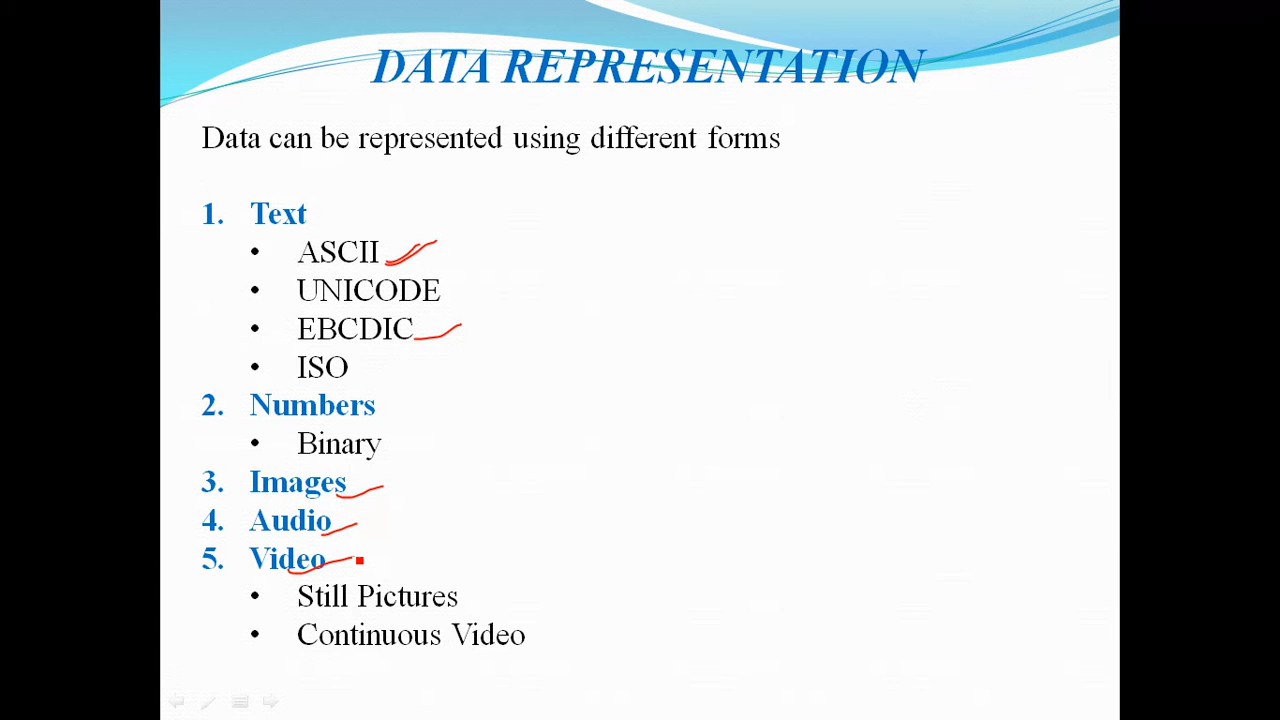 DATA REPRESENTATION
Data can be represented using different forms
1. Text
• ASCII
• UNICODE
• EBCDIC
• ISO
2. Numbers
• Binary
3. Images
4. Audio
5. Video
• Still Pictures
• Continuous Video